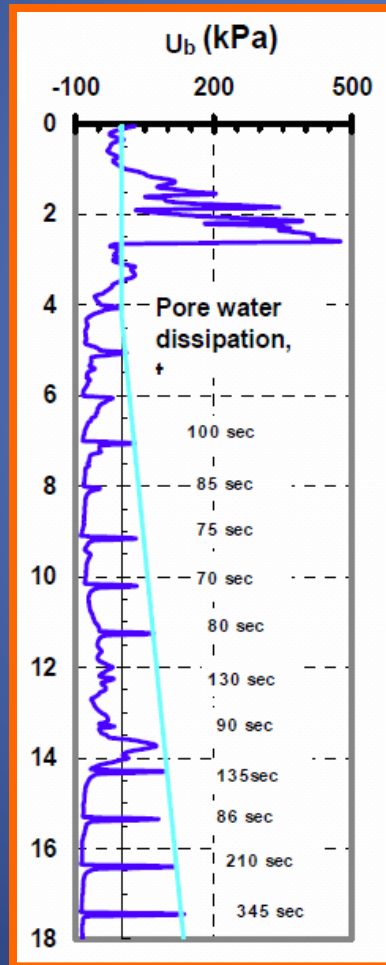 Ub (kPa)
-100 200 500
0
2
4
Pore water
dissipation,
t
6
100 sec
8
85 sec
75 sec
10
70 sec
80 sec
12
130 sec
90 sec
14
135sec
86 sec
16
210 sec
345 sec
18